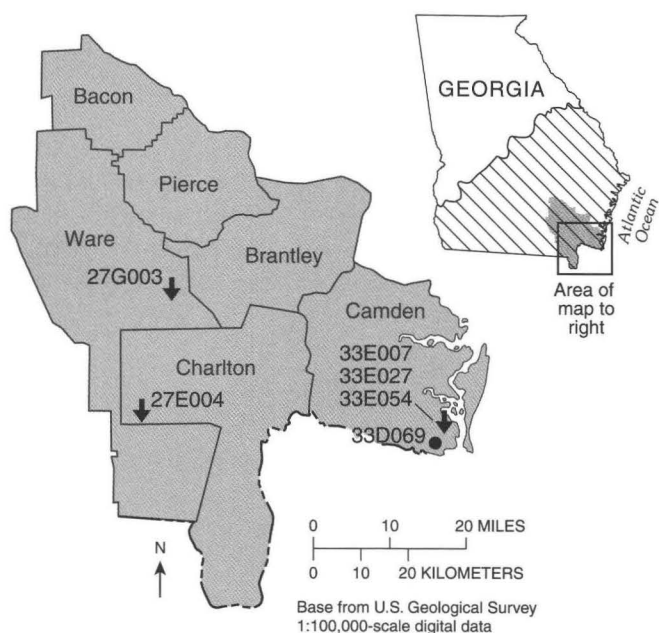 Bacon
Pierce
Ware
Brantley
27G003
Camden
33E007
33E027
33E054
33D069
Charlton
27E004
GEORGIA
Atlantic
Ocean
Area of
map to
right
N
0 10 20 MILES
0 10 20 KILOMETERS
Base from U.S. Geological Survey
1:100,000-scale digital data